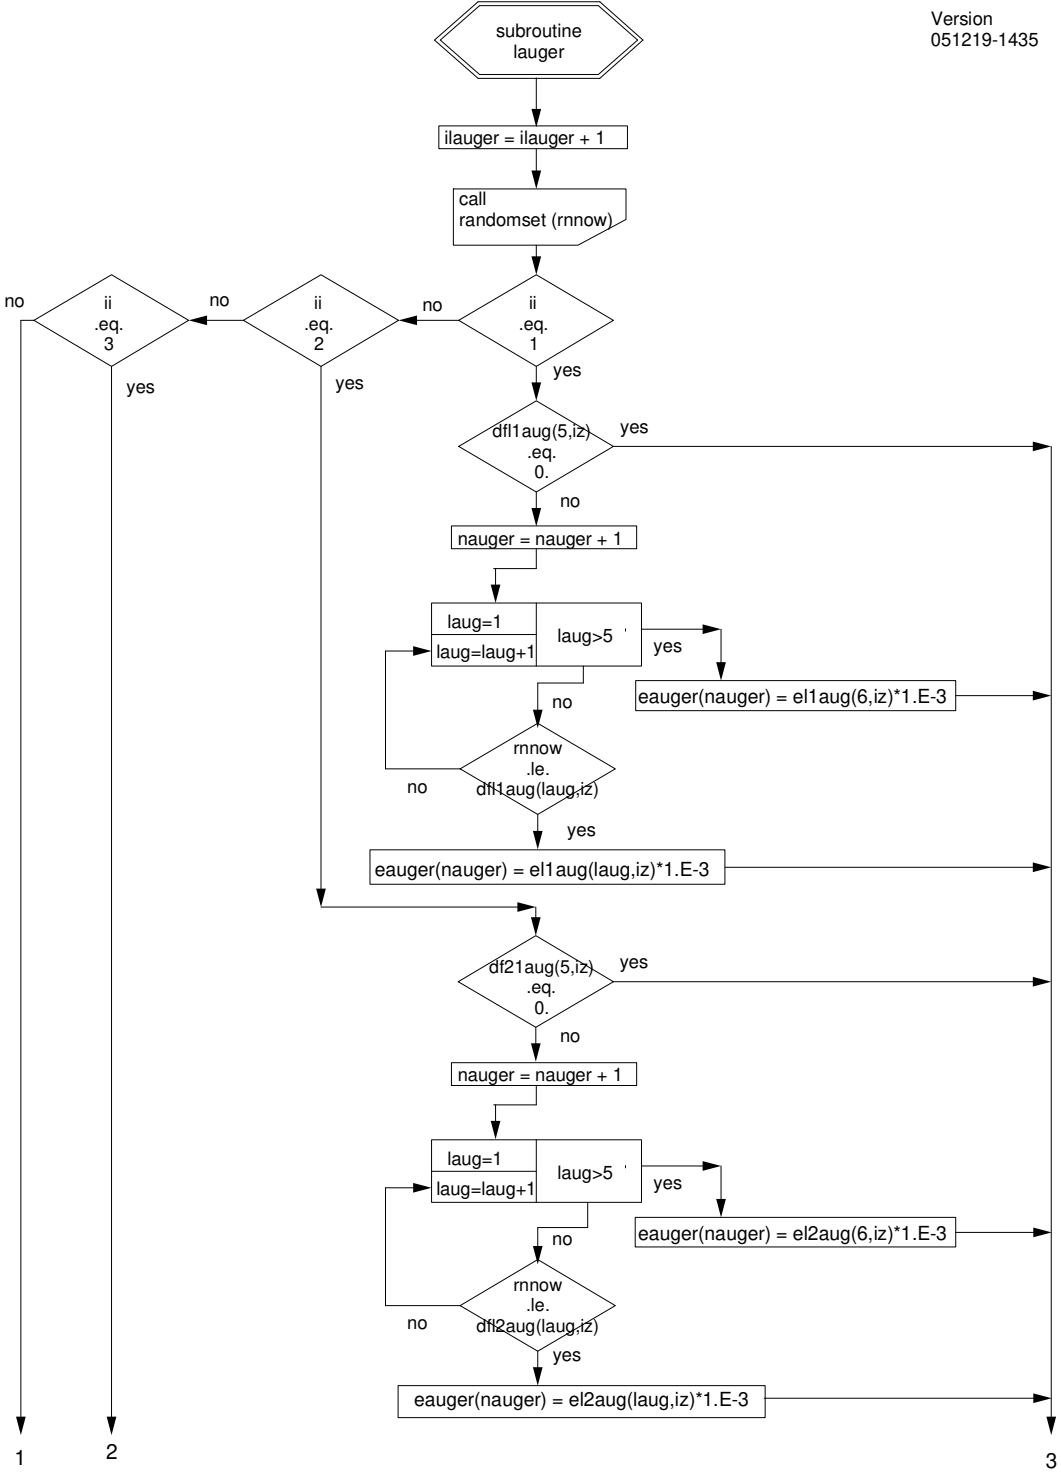 subroutine
lauger
Version
051219-1435
ilauger = ilauger + 1
call
randomset (rnnow)
no
ii
.eq.
3
yes
no
ii
.eq.
2
yes
no
ii
.eq.
1
yes
dfl1aug(5,iz)
.eq.
0.
yes
no
nauger = nauger + 1
laug=1
laug=laug+1
laug>5
yes
eauger(nauger) = el1aug(6,iz)*1.E-3
no
rnnow
.le.
dfl1aug(laug,iz)
no
yes
eauger(nauger) = el1aug(laug,iz)*1.E-3
df21aug(5,iz)
.eq.
0.
yes
no
nauger = nauger + 1
laug=1
laug=laug+1
laug>5
yes
eauger(nauger) = el2aug(6,iz)*1.E-3
no
rnnow
.le.
dfl2aug(laug,iz)
no
yes
eauger(nauger) = el2aug(laug,iz)*1.E-3
1
2
3